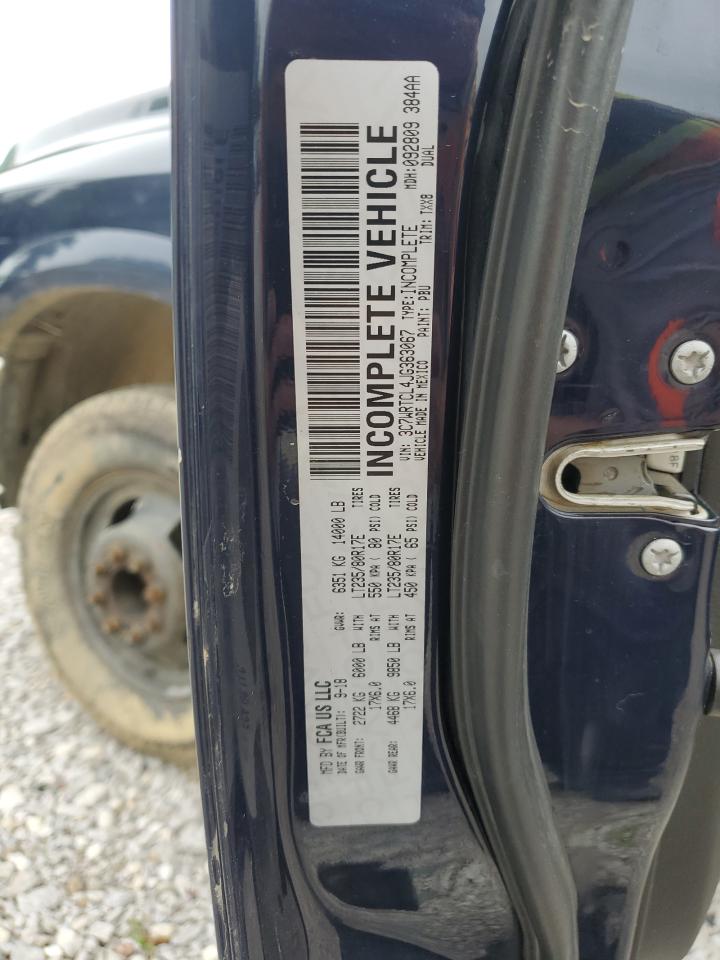 MFD BY FCA US LLC
DATE OF MFR(BUILT): 9-18 GVWR: 6351 KG 14000 LB
GAWR FRONT: 2722 KG 6000 LB WITH LT235/80R17E TIRES
17X6.0 RIMS AT 550 KPA ( 80 PSI) COLD
GAWR REAR: 4468 KG 9850 LB WITH LT235/80R17E TIRES
17X6.0 RIMS AT 450 KPA ( 65 PSI) COLD
INCOMPLETE VEHICLE
VIN: 3C7WRTCL4JG363067 TYPE:INCOMPLETE MDH:092809 384AA
VEHICLE MADE IN MEXICO PAINT: PBU TRIM: TXX8 DUAL